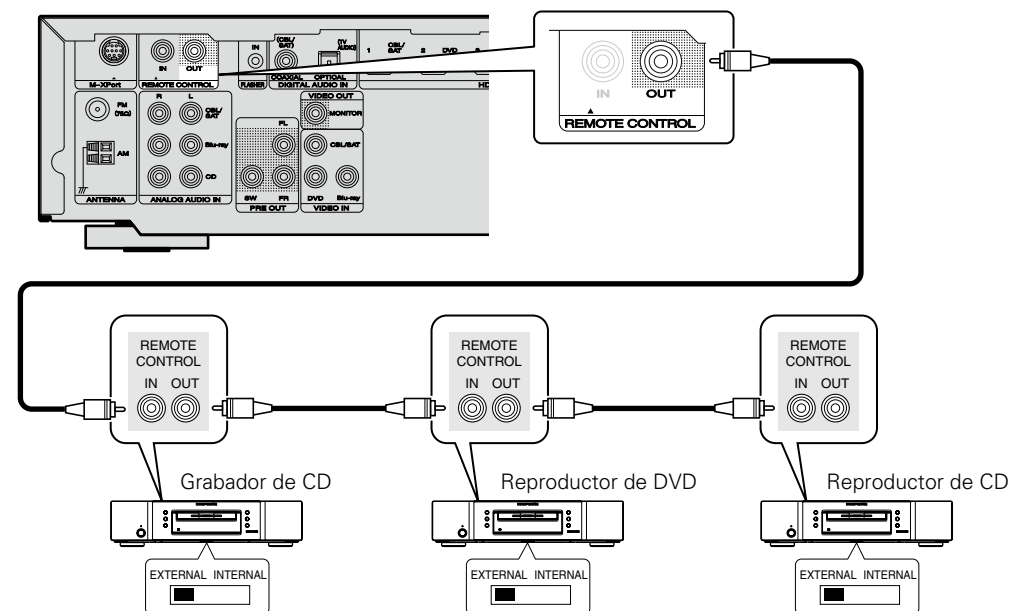 (CBL/
SAT)
(TV
AUDIO)
IN
OUT
IN
1
CBL/
SAT
2
DVD
M-XPort
REMOTE CONTROL
FLASHER
COAXIAL
OPTICAL
DIGITAL AUDIO IN
HD
FM
(75Ω)
AM
ANTENNA
R
L
CBL/
SAT
Blu-ray
CD
ANALOG AUDIO IN
VIDEO OUT
MONITOR
FL
CBL/SAT
SW
FR
PRE OUT
DVD
Blu-ray
VIDEO IN
IN
OUT
REMOTE CONTROL
REMOTE
CONTROL
IN OUT
REMOTE
CONTROL
IN OUT
REMOTE
CONTROL
IN OUT
Grabador de CD
Reproductor de DVD
Reproductor de CD
EXTERNAL INTERNAL
EXTERNAL INTERNAL
EXTERNAL INTERNAL